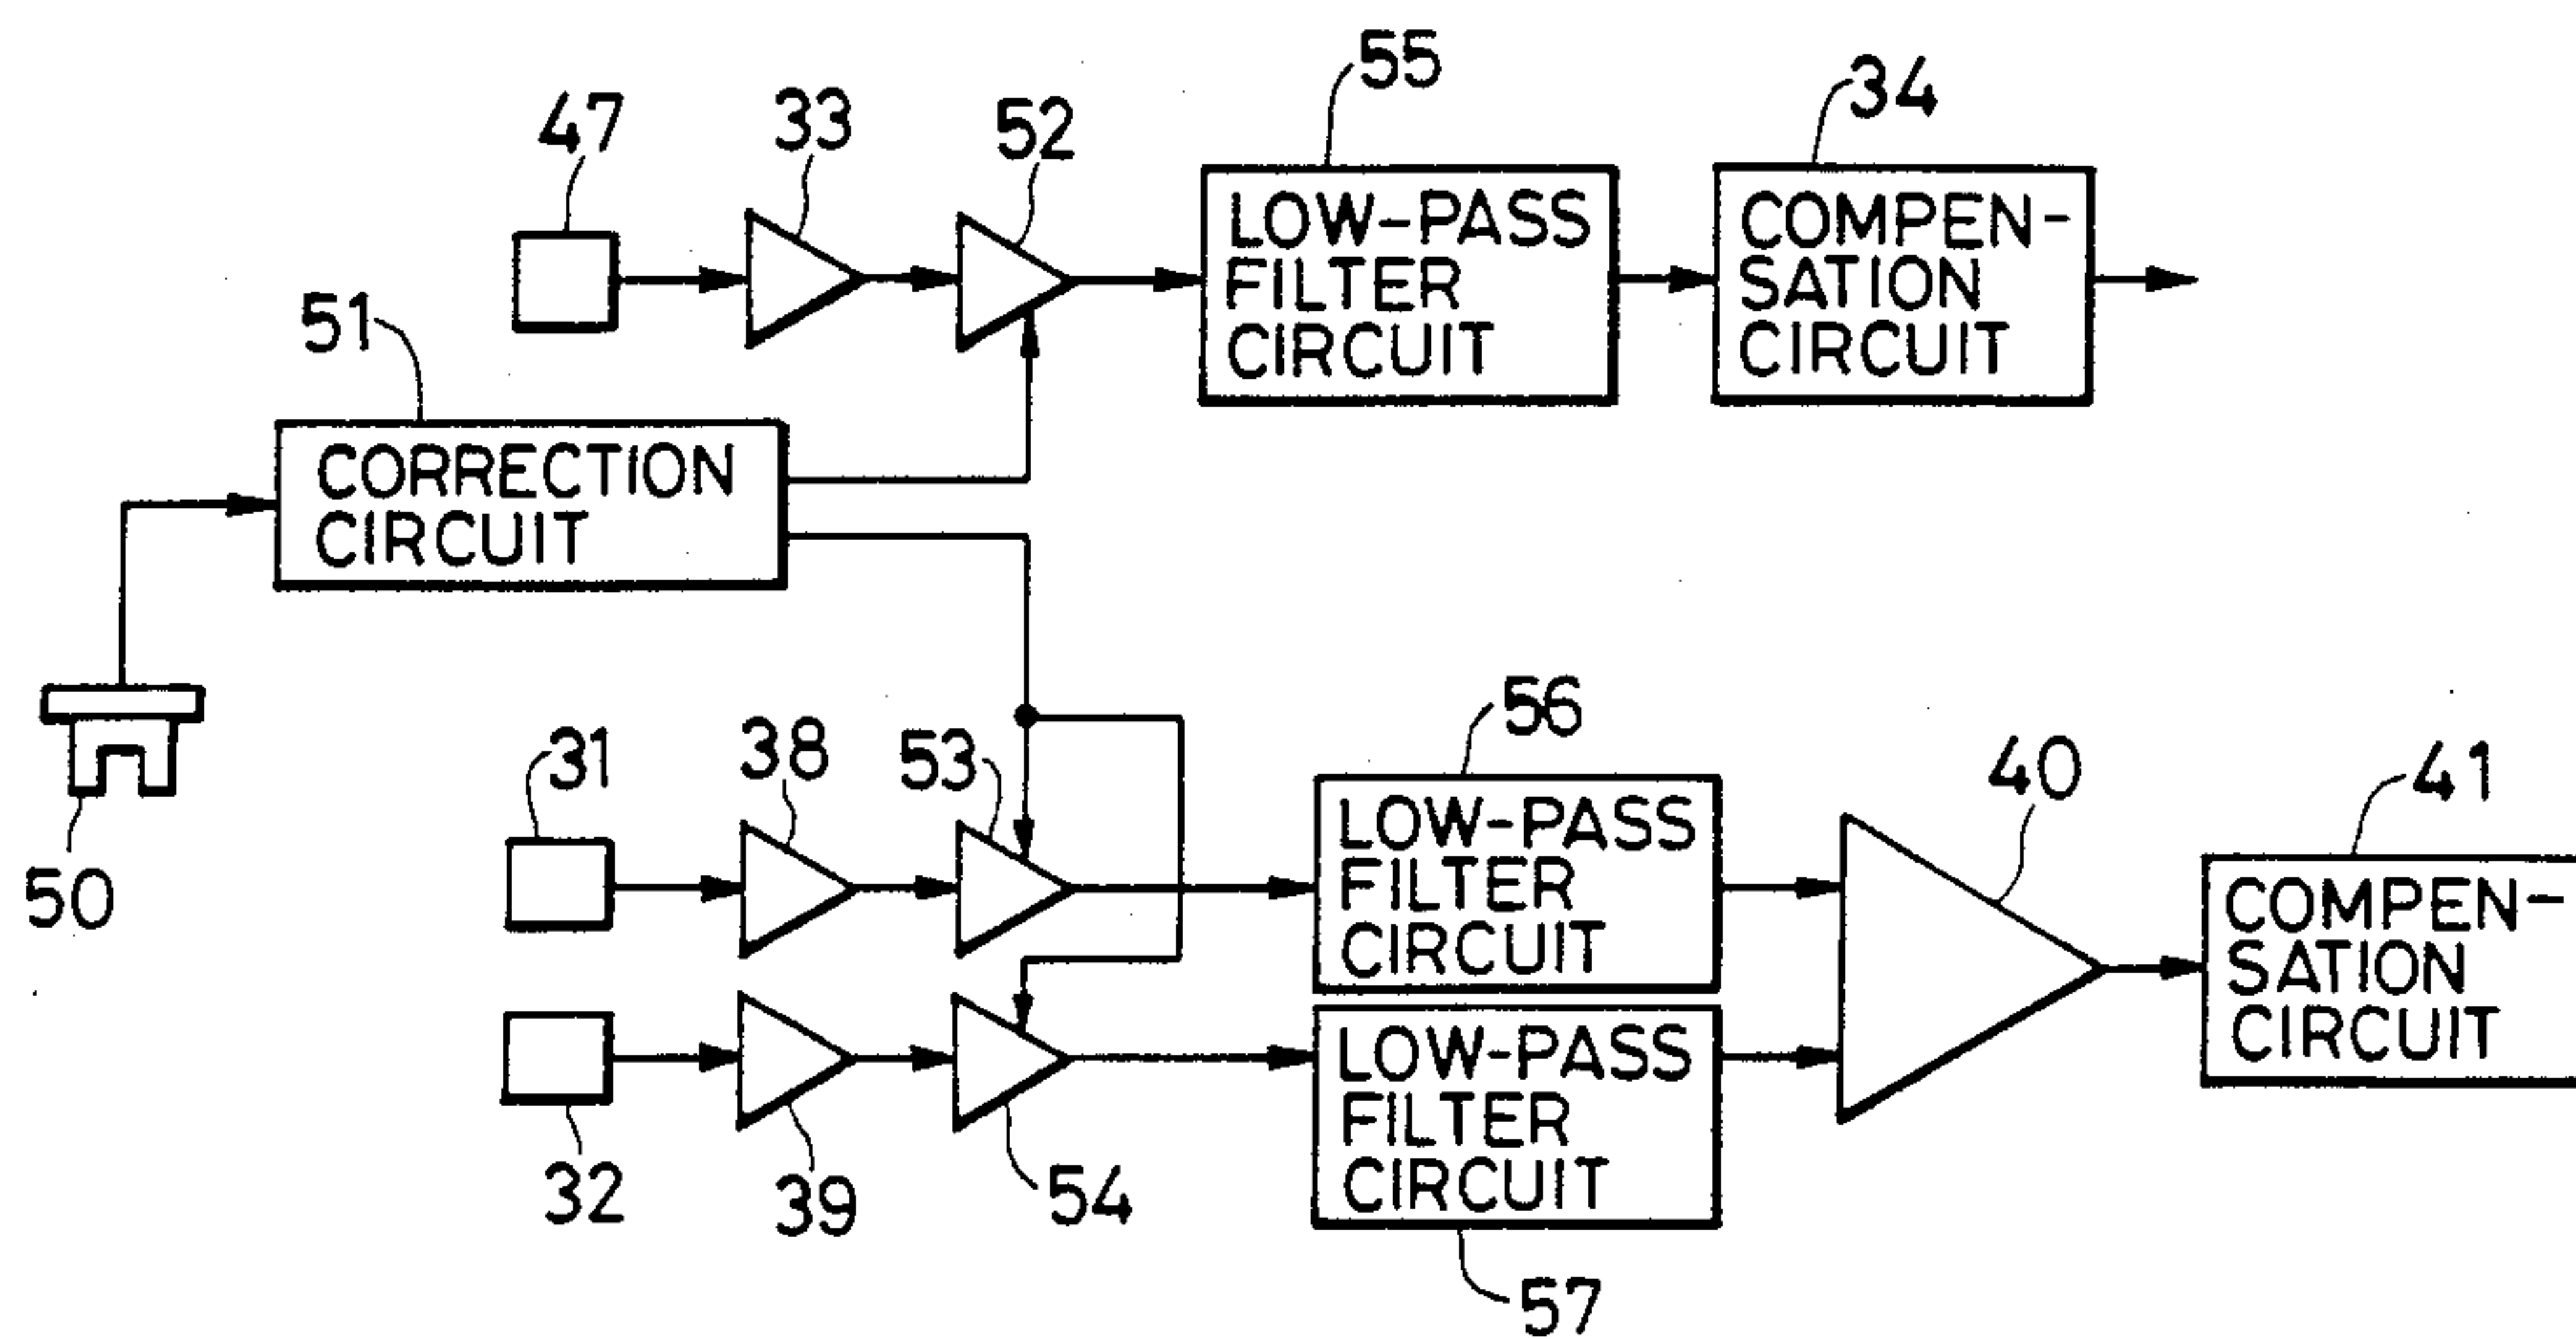 55
34
47
33
52
LOW-PASS
FILTER
CIRCUIT
COMPEN-
SATION
CIRCUIT
51
CORRECTION
CIRCUIT
50
31
38
53
56
LOW-PASS
FILTER
CIRCUIT
40
41
COMPEN-
SATION
CIRCUIT
32
39
54
LOW-PASS
FILTER
CIRCUIT
57